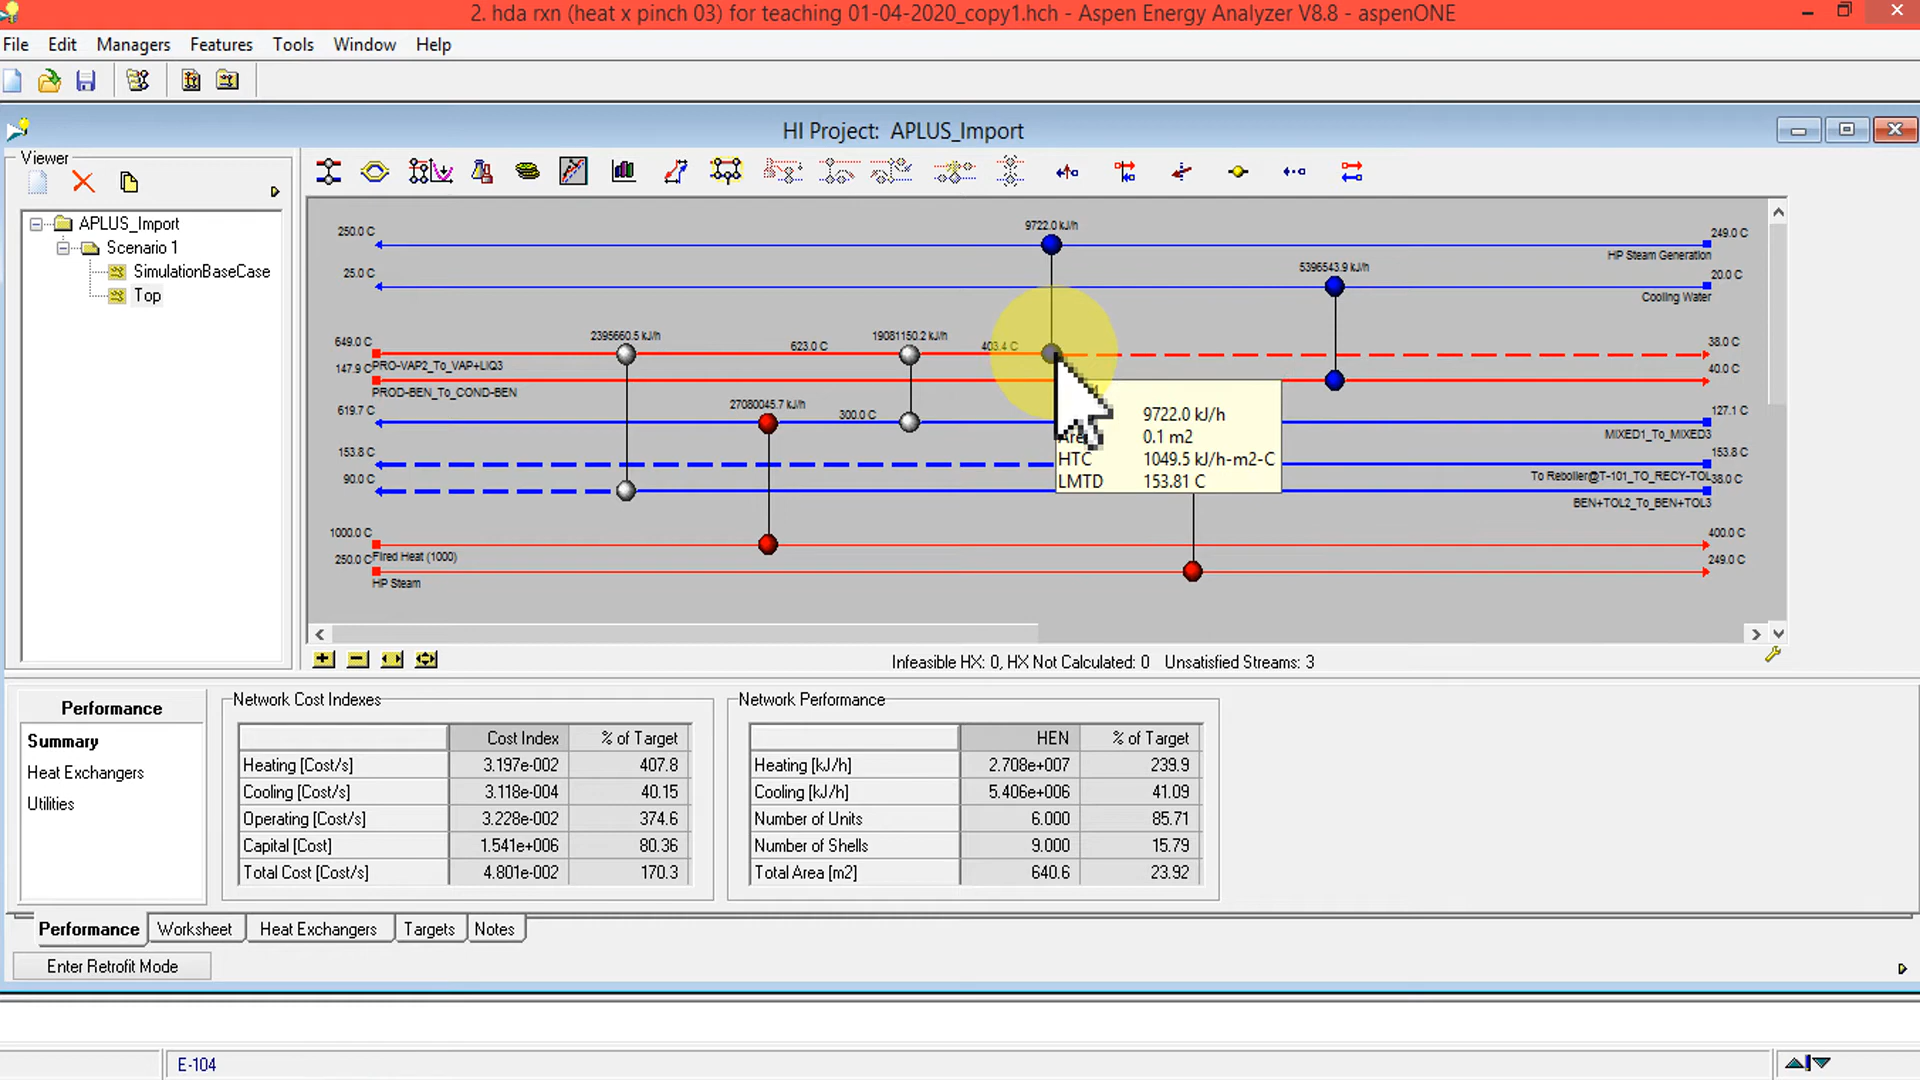 2. hda rxn (heat x pinch 03) for teaching 01-04-2020_copy1.hch - Aspen Energy Analyzer V8.8 - aspenONE
File Edit Managers Features Tools Window Help
HI Project: APLUS_Import
Viewer
APLUS_Import
Scenario 1
SimulationBaseCase
Top
9722.0 kJ/h
250.0 C
249.0 C
HP Steam Generation
5396543.9 kJ/h
25.0 C
20.0 C
Cooling Water
2395660.5 kJ/h
19081150.2 kJ/h
649.0 C
623.0 C
403.4 C
38.0 C
PRO-VAP2_To_VAP+LIQ3
147.9 C
40.0 C
PROD-BEN_To_COND-BEN
27080045.7 kJ/h
619.7 C
300.0 C
127.1 C
MIXED1_To_MIXED3
153.8 C
153.8 C
To Reboiler@T-101_TO_RECY-TOL
90.0 C
38.0 C
BEN+TOL2_To_BEN+TOL3
1000.0 C
400.0 C
Fired Heat (1000)
250.0 C
249.0 C
HP Steam
9722.0 kJ/h
0.1 m2
HTC 1049.5 kJ/h-m2-C
LMTD 153.81 C
Infeasible HX: 0, HX Not Calculated: 0 Unsatisfied Streams: 3
Performance
Summary
Heat Exchangers
Utilities
Network Cost Indexes
Cost Index % of Target
Heating [Cost/s] 3.197e-002 407.8
Cooling [Cost/s] 3.118e-004 40.15
Operating [Cost/s] 3.228e-002 374.6
Capital [Cost] 1.541e+006 80.36
Total Cost [Cost/s] 4.801e-002 170.3
Network Performance
HEN % of Target
Heating [kJ/h] 2.708e+007 239.9
Cooling [kJ/h] 5.406e+006 41.09
Number of Units 6.000 85.71
Number of Shells 9.000 15.79
Total Area [m2] 640.6 23.92
Performance Worksheet Heat Exchangers Targets Notes
Enter Retrofit Mode
E-104